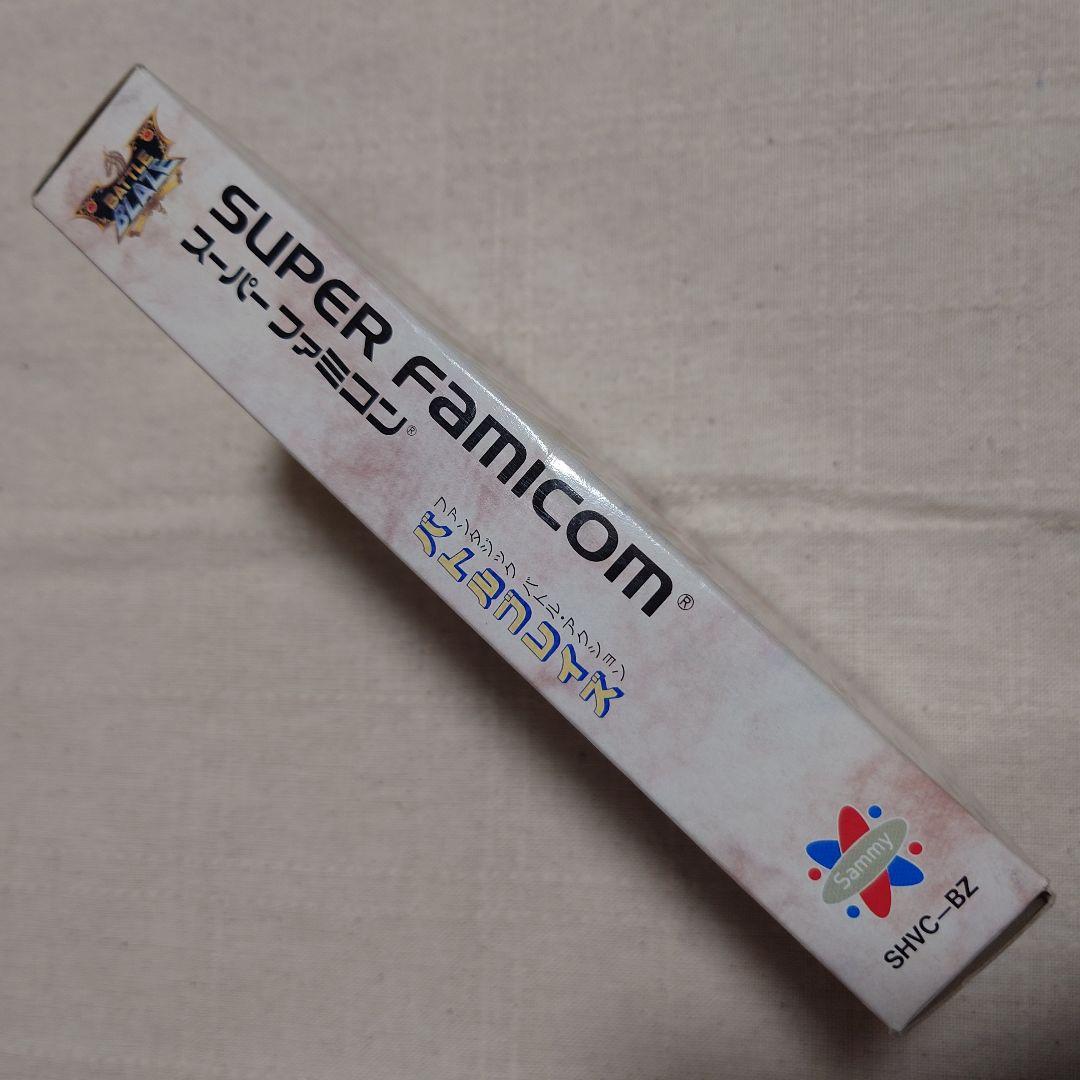 BATTLE
BLAZE
SUPER FAMICOM®
スーパーファミコン®
ファンタジック バトル・アクション
バトルブレイズ
Sammy
SHVC-BZ